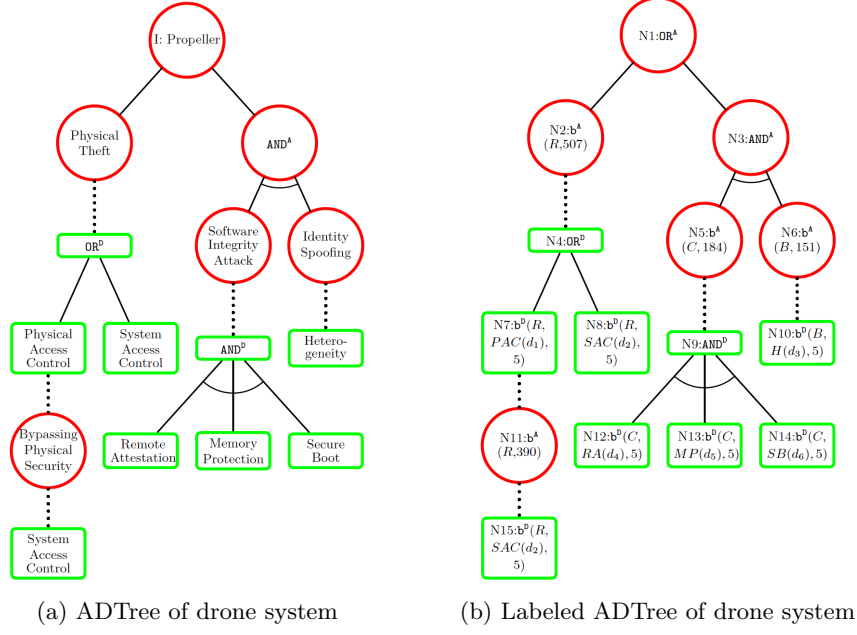 I: Propeller
Physical
Theft
AND^A
OR^D
Software
Integrity
Attack
Identity
Spoofing
Physical
Access
Control
System
Access
Control
AND^D
Hetero-
geneity
Bypassing
Physical
Security
Remote
Attestation
Memory
Protection
Secure
Boot
System
Access
Control
(a) ADTree of drone system
N1:OR^A
N2:b^A
(R,507)
N3:AND^A
N4:OR^D
N5:b^A
(C, 184)
N6:b^A
(B, 151)
N7:b^D(R,
PAC(d₁),
5)
N8:b^D(R,
SAC(d₂),
5)
N9:AND^D
N10:b^D(B,
H(d₃), 5)
N11:b^A
(R,390)
N12:b^D(C,
RA(d₄), 5)
N13:b^D(C,
MP(d₅), 5)
N14:b^D(C,
SB(d₆), 5)
N15:b^D(R,
SAC(d₂),
5)
(b) Labeled ADTree of drone system